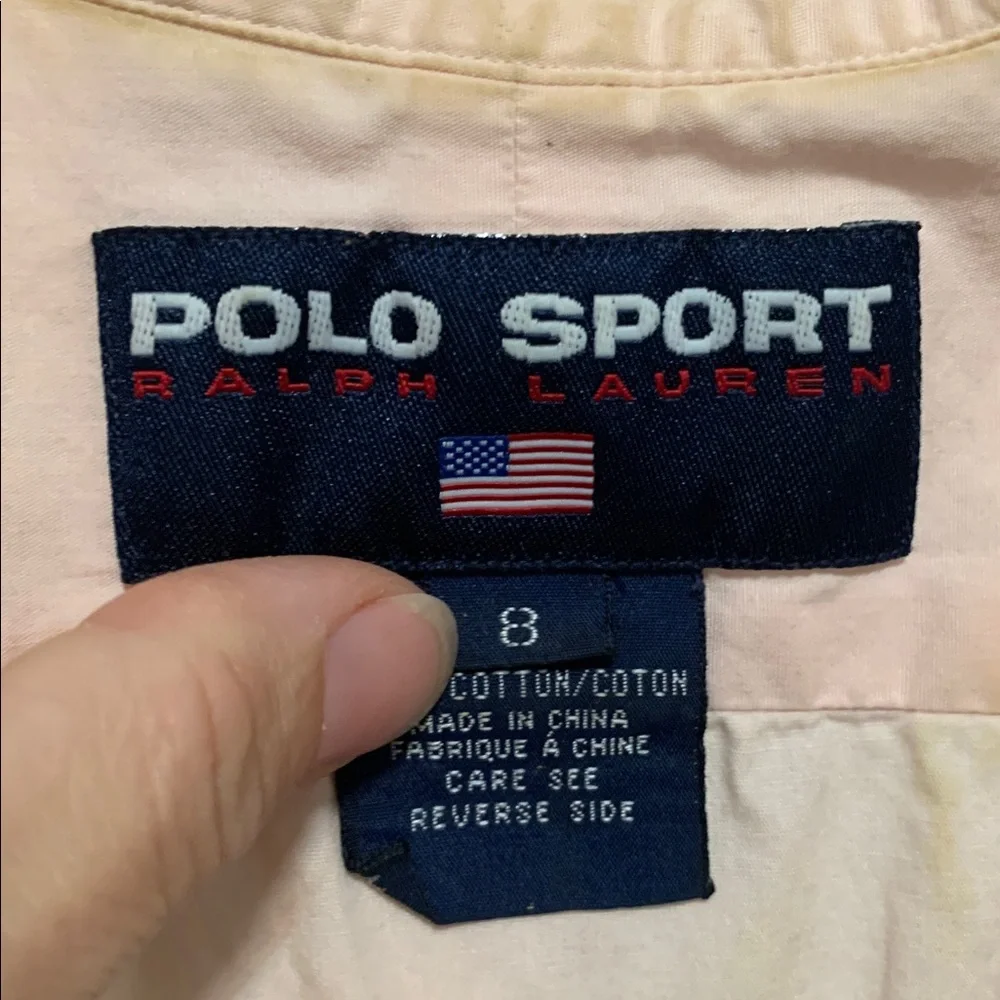 POLO SPORT
RALPH LAUREN
8
COTTON/COTON
MADE IN CHINA
FABRIQUE Á CHINE
CARE SEE
REVERSE SIDE